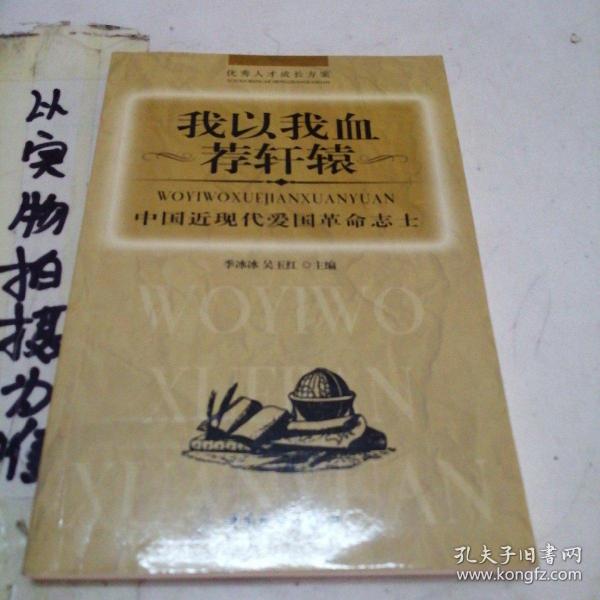 优秀人才成长方案
我以我血
荐轩辕
WOYIWOXUEJIANXUANYUAN
中国近现代爱国革命志士
季冰冰 吴玉红 ◎主编
WOYIWO
XUEJIAN
XUANYUAN
以实物拍摄为准
孔夫子旧书网
www.kongfz.com